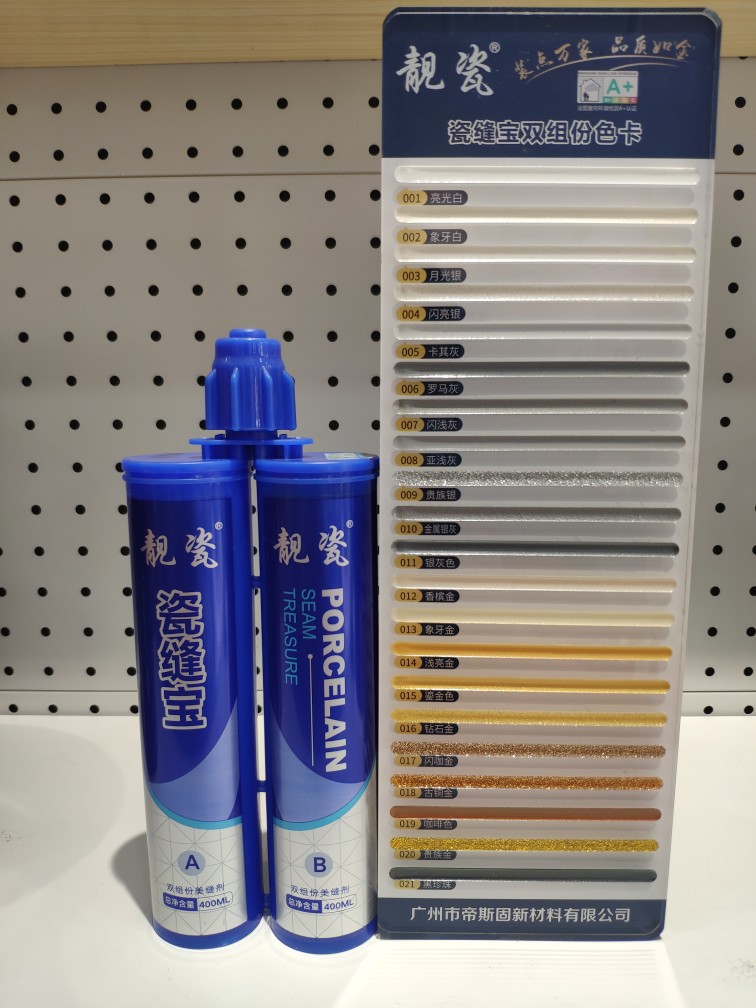 靓瓷®
装点万家 品质如金
A+
瓷缝宝双组份色卡
001 亮光白
002 象牙白
003 月光银
004 闪亮银
005 卡其灰
006 罗马灰
007 闪浅灰
008 亚浅灰
009 贵族银
010 金属银灰
011 银灰色
012 香槟金
013 象牙金
014 浅亮金
015 鎏金色
016 钻石金
017 闪咖金
018 古铜金
019 咖啡色
020 贵族金
021 黑珍珠
广州市帝斯固新材料有限公司
靓瓷®
瓷缝宝
A
双组份美缝剂
总净含量 400ML
靓瓷®
PORCELAIN
SEAM
TREASURE
B
双组份美缝剂
总净含量 400ML